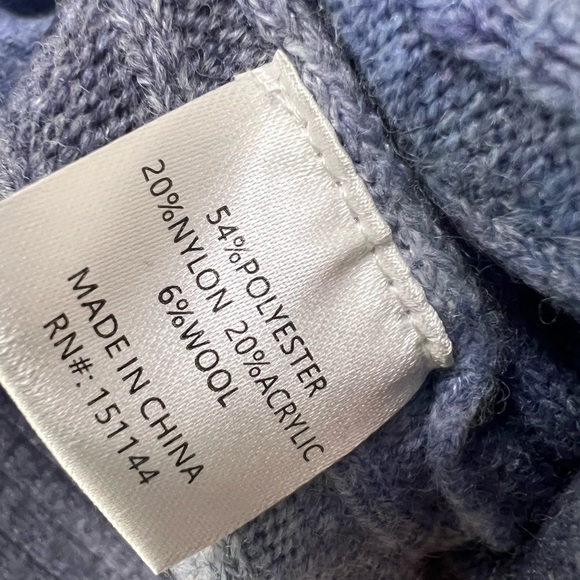 54%POLYESTER
20%NYLON 20%ACRYLIC
6%WOOL
MADE IN CHINA
RN#: 151144